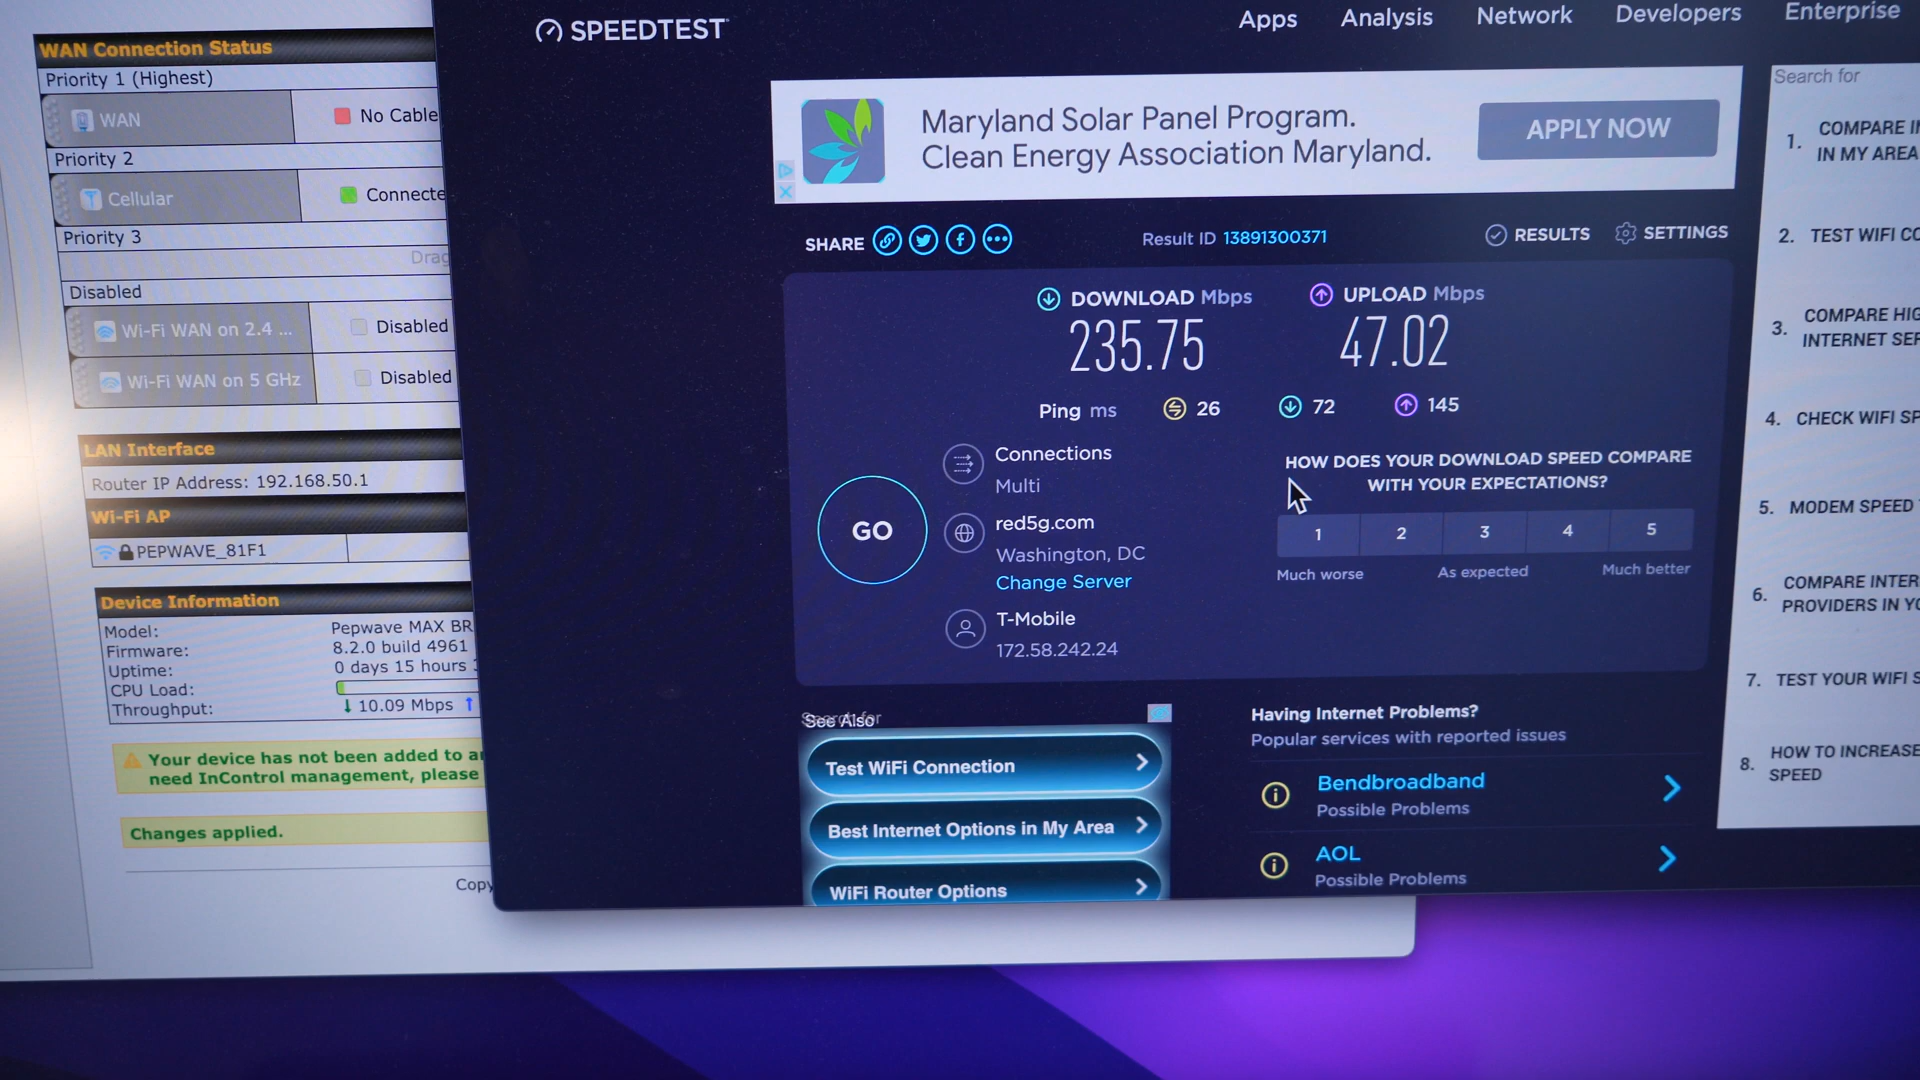 WAN Connection Status
Priority 1 (Highest)
WAN
No Cable
Priority 2
Cellular
Connecte
Priority 3
Drag
Disabled
Wi-Fi WAN on 2.4 ...
Disabled
Wi-Fi WAN on 5 GHz
Disabled
LAN Interface
Router IP Address: 192.168.50.1
Wi-Fi AP
PEPWAVE_81F1
Device Information
Model: Pepwave MAX BR
Firmware: 8.2.0 build 4961
Uptime: 0 days 15 hours
CPU Load:
Throughput: 10.09 Mbps
Your device has not been added to a
need InControl management, please
Changes applied.
Copy
SPEEDTEST
Apps
Analysis
Network
Developers
Enterprise
Maryland Solar Panel Program.
Clean Energy Association Maryland.
APPLY NOW
SHARE
Result ID 13891300371
RESULTS
SETTINGS
DOWNLOAD Mbps
235.75
UPLOAD Mbps
47.02
Ping ms
26
72
145
GO
Connections
Multi
red5g.com
Washington, DC
Change Server
T-Mobile
172.58.242.24
HOW DOES YOUR DOWNLOAD SPEED COMPARE
WITH YOUR EXPECTATIONS?
1 2 3 4 5
Much worse
As expected
Much better
Search for
See Also
Test WiFi Connection
Best Internet Options in My Area
WiFi Router Options
Having Internet Problems?
Popular services with reported issues
Bendbroadband
Possible Problems
AOL
Possible Problems
Search for
1. COMPARE IN
IN MY AREA
2. TEST WIFI CO
3. COMPARE HIG
INTERNET SER
4. CHECK WIFI SP
5. MODEM SPEED
6. COMPARE INTER
PROVIDERS IN YO
7. TEST YOUR WIFI S
8. HOW TO INCREASE
SPEED